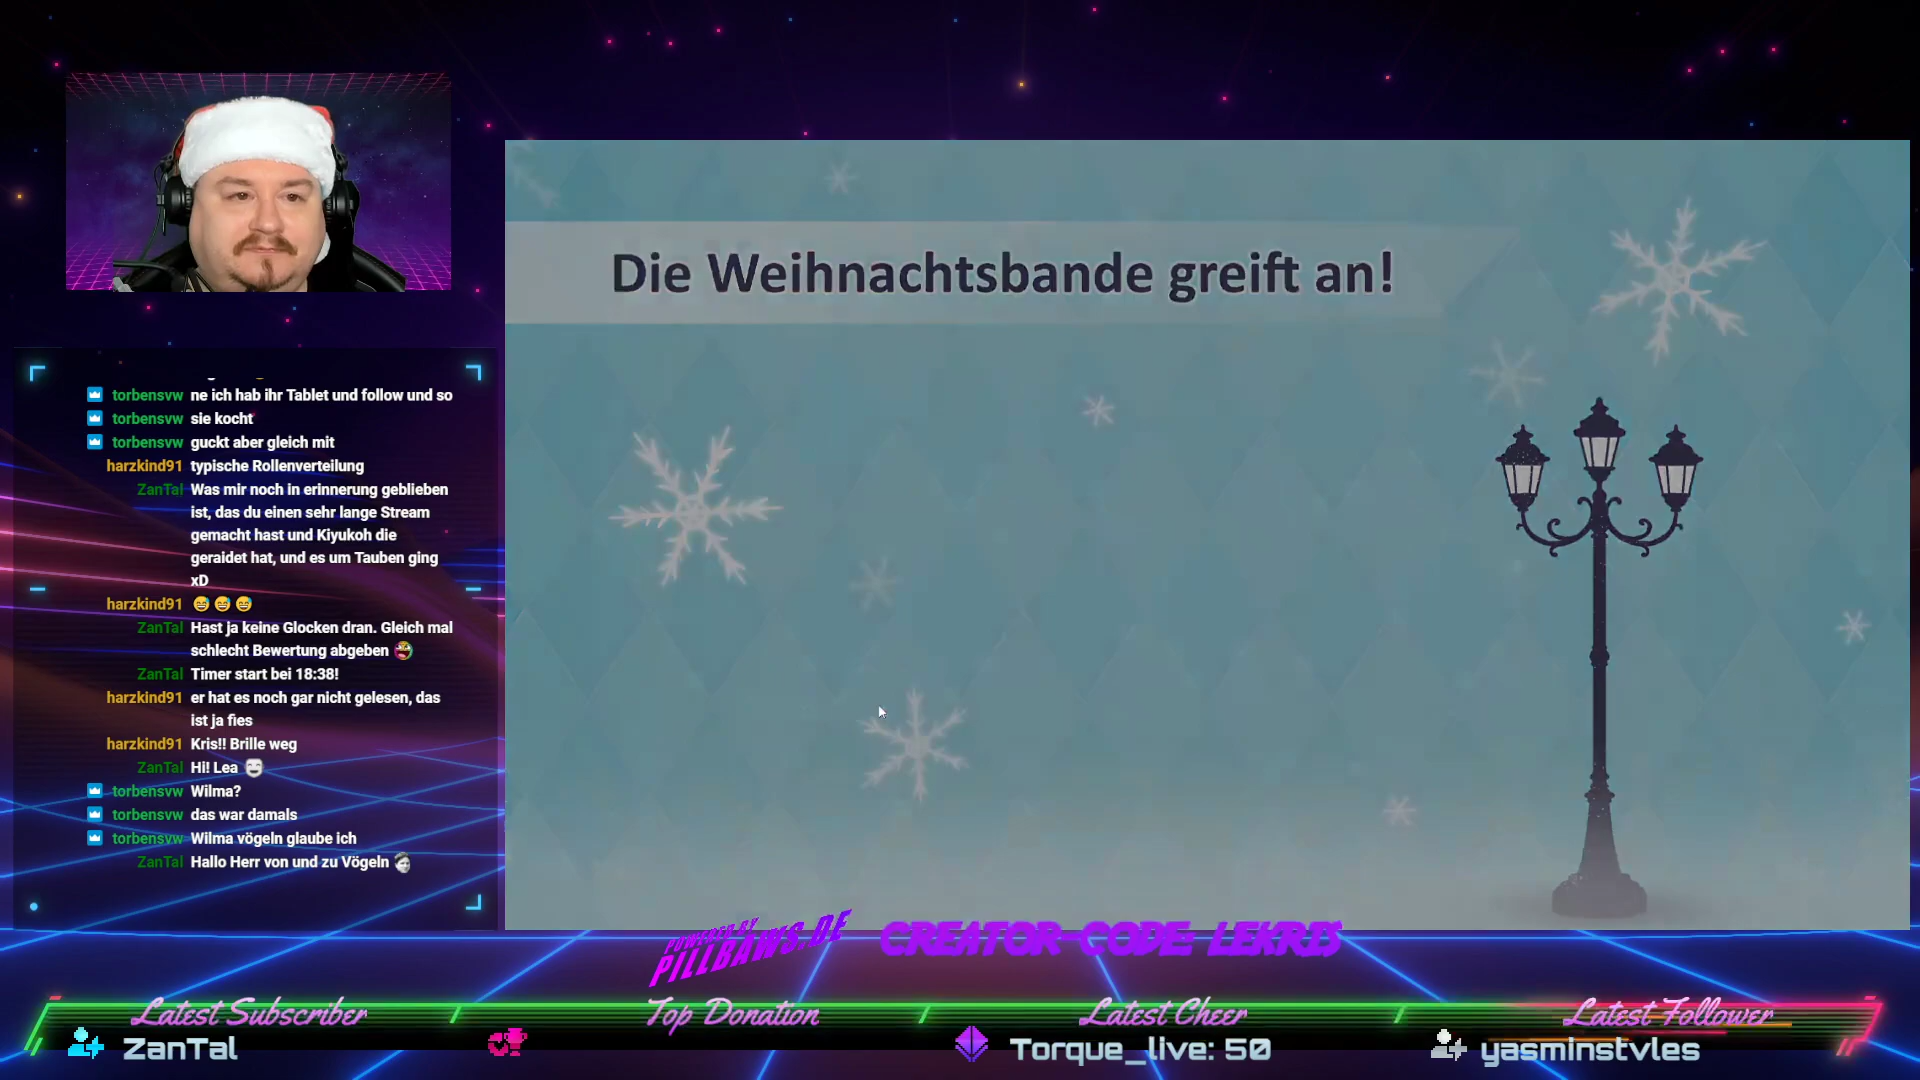 Die Weihnachtsbande greift an!
torbensvw ne ich hab ihr Tablet und follow und so
torbensvw sie kocht
torbensvw guckt aber gleich mit
harzkind91 typische Rollenverteilung
ZanTal Was mir noch in erinnerung geblieben
ist, das du einen sehr lange Stream
gemacht hast und Kiyukoh die
geraidet hat, und es um Tauben ging
xD
harzkind91 😅 😅 😅
ZanTal Hast ja keine Glocken dran. Gleich mal
schlecht Bewertung abgeben
ZanTal Timer start bei 18:38!
harzkind91 er hat es noch gar nicht gelesen, das
ist ja fies
harzkind91 Kris!! Brille weg
ZanTal Hi! Lea
torbensvw Wilma?
torbensvw das war damals
torbensvw Wilma vögeln glaube ich
ZanTal Hallo Herr von und zu Vögeln
POWERED BY
PILLBAWS.DE
CREATOR-CODE: LEKRIS
Latest Subscriber
ZanTal
Top Donation
Latest Cheer
Torque_live: 50
Latest Follower
yasminstvles